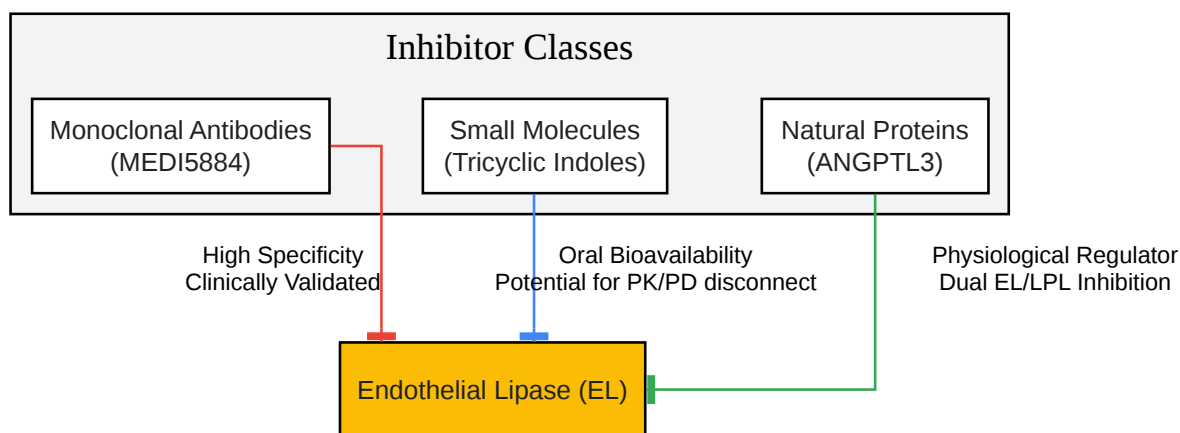 Inhibitor Classes
Monoclonal Antibodies
(MEDI5884)
Small Molecules
(Tricyclic Indoles)
Natural Proteins
(ANGPTL3)
High Specificity
Clinically Validated
Oral Bioavailability
Potential for PK/PD disconnect
Physiological Regulator
Dual EL/LPL Inhibition
Endothelial Lipase (EL)